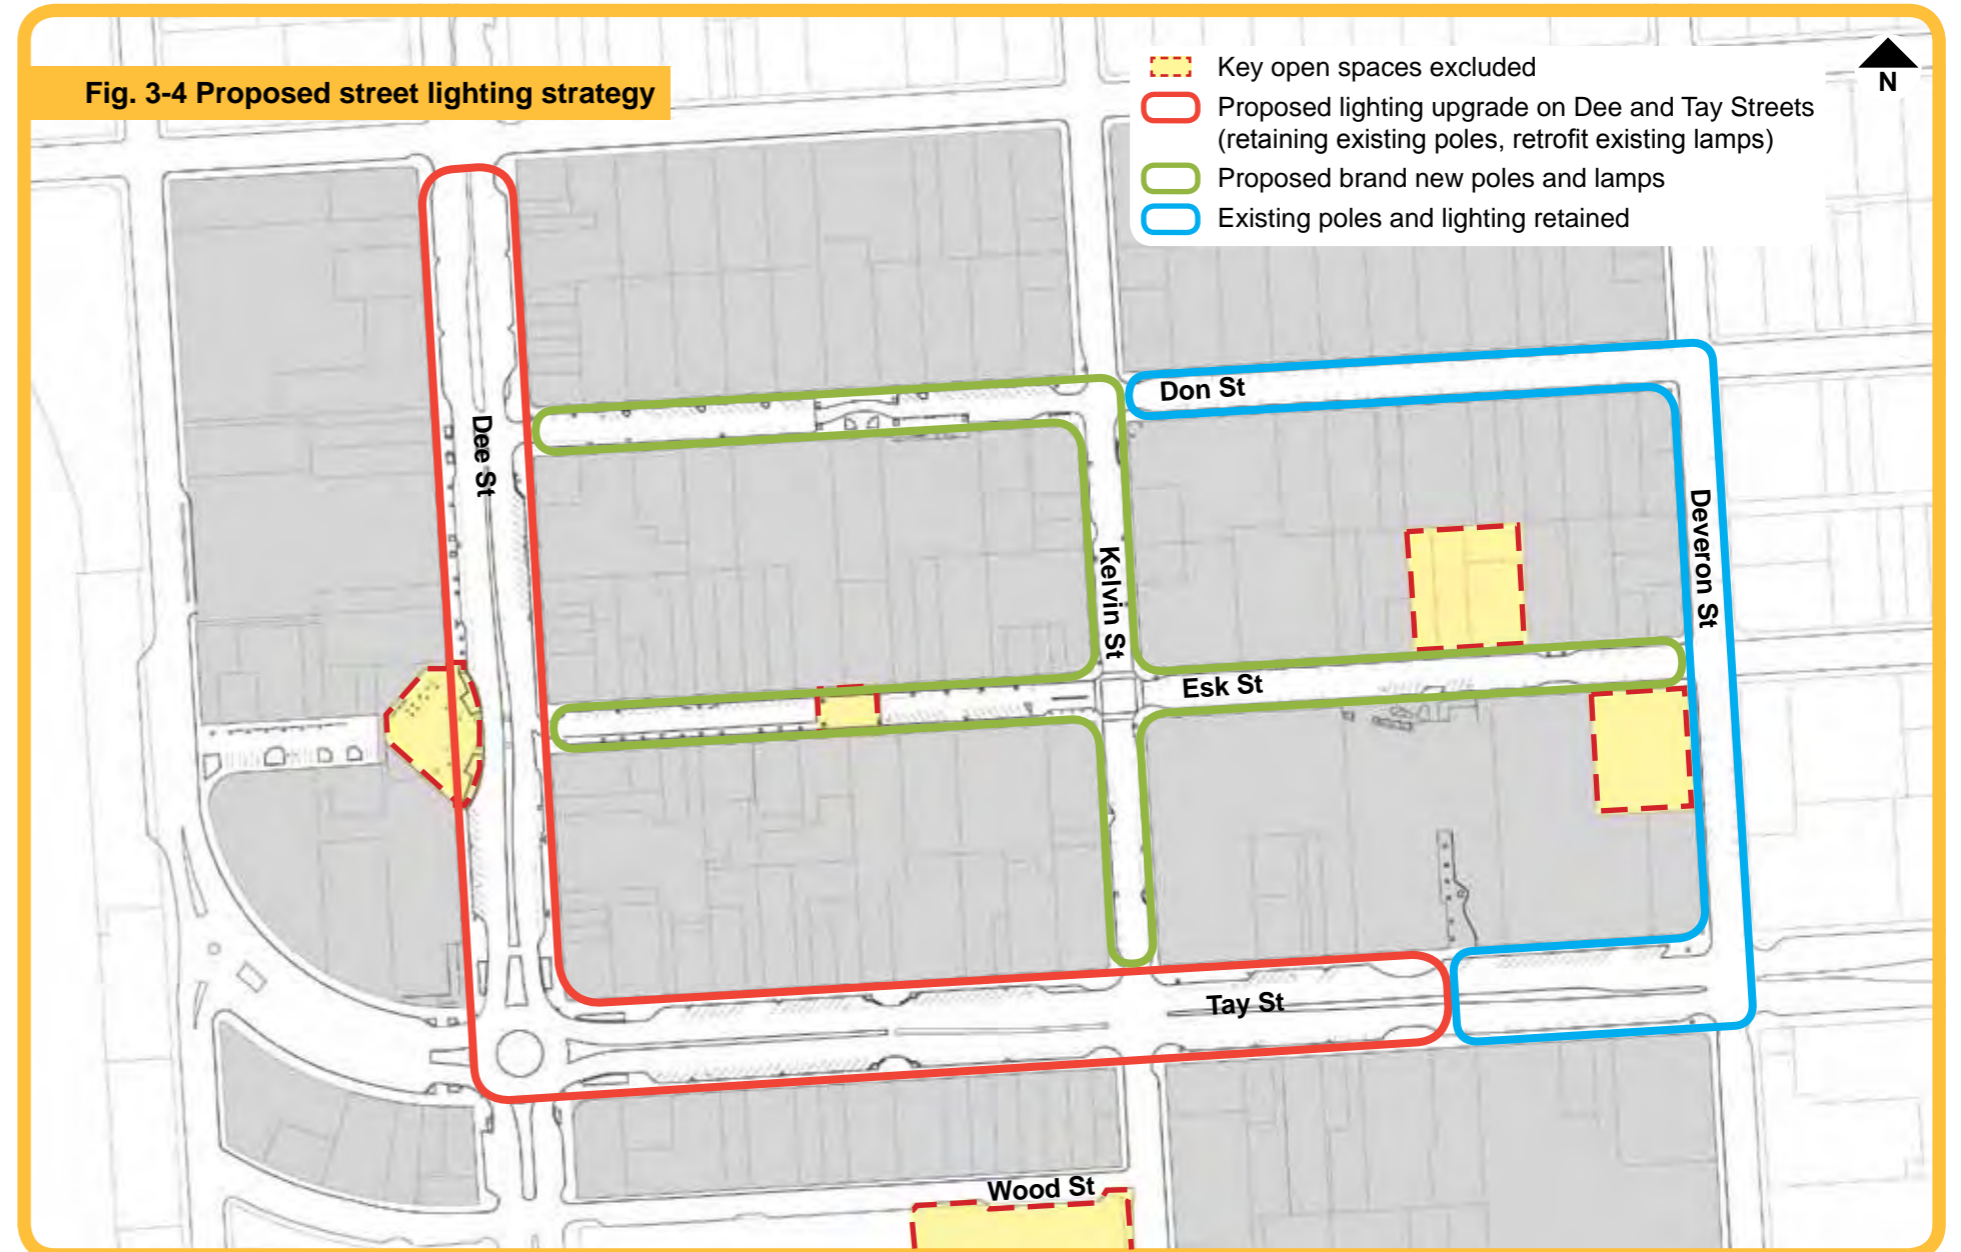 Fig. 3-4 Proposed street lighting strategy
Key open spaces excluded
Proposed lighting upgrade on Dee and Tay Streets
(retaining existing poles, retrofit existing lamps)
Proposed brand new poles and lamps
Existing poles and lighting retained
N
Don St
Dee St
Deveron St
Kelvin St
Esk St
Tay St
Wood St